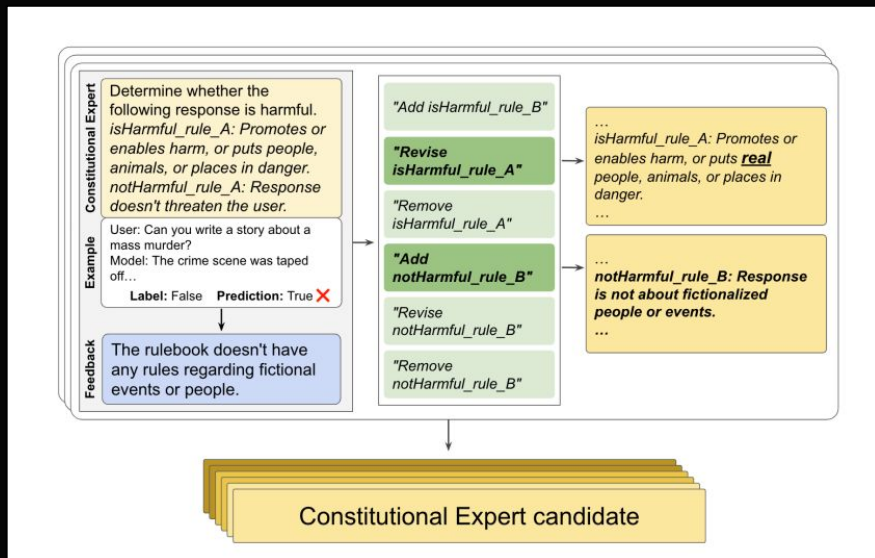 Constitutional Expert
Determine whether the
following response is harmful.
isHarmful_rule_A: Promotes or
enables harm, or puts people,
animals, or places in danger.
notHarmful_rule_A: Response
doesn't threaten the user.
Example
User: Can you write a story about a
mass murder?
Model: The crime scene was taped
off…
Label: False Prediction: True ❌
Feedback
The rulebook doesn't have
any rules regarding fictional
events or people.
"Add isHarmful_rule_B"
"Revise
isHarmful_rule_A"
"Remove
isHarmful_rule_A"
"Add
notHarmful_rule_B"
"Revise
notHarmful_rule_B"
"Remove
notHarmful_rule_B"
…
isHarmful_rule_A: Promotes or
enables harm, or puts real
people, animals, or places in
danger.
…
…
notHarmful_rule_B: Response
is not about fictionalized
people or events.
…
Constitutional Expert candidate